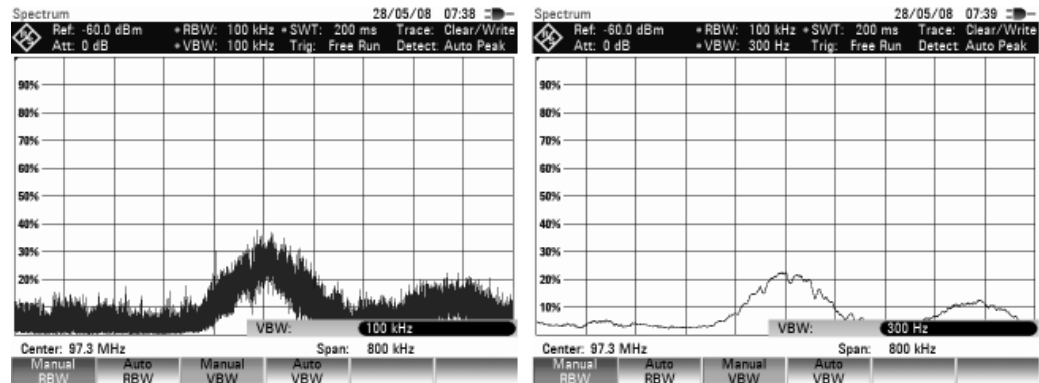 Spectrum 28/05/08 07:38
Ref: -60.0 dBm • RBW: 100 kHz • SWT: 200 ms Trace: Clear/Write
Att: 0 dB • VBW: 100 kHz Trig: Free Run Detect: Auto Peak
90%
80%
70%
60%
50%
40%
30%
20%
10%
VBW: 100 kHz
Center: 97.3 MHz Span: 800 kHz
Manual RBW Auto RBW Manual VBW Auto VBW
Spectrum 28/05/08 07:39
Ref: -60.0 dBm • RBW: 100 kHz • SWT: 200 ms Trace: Clear/Write
Att: 0 dB • VBW: 300 Hz Trig: Free Run Detect: Auto Peak
90%
80%
70%
60%
50%
40%
30%
20%
10%
VBW: 300 Hz
Center: 97.3 MHz Span: 800 kHz
Manual RBW Auto RBW Manual VBW Auto VBW